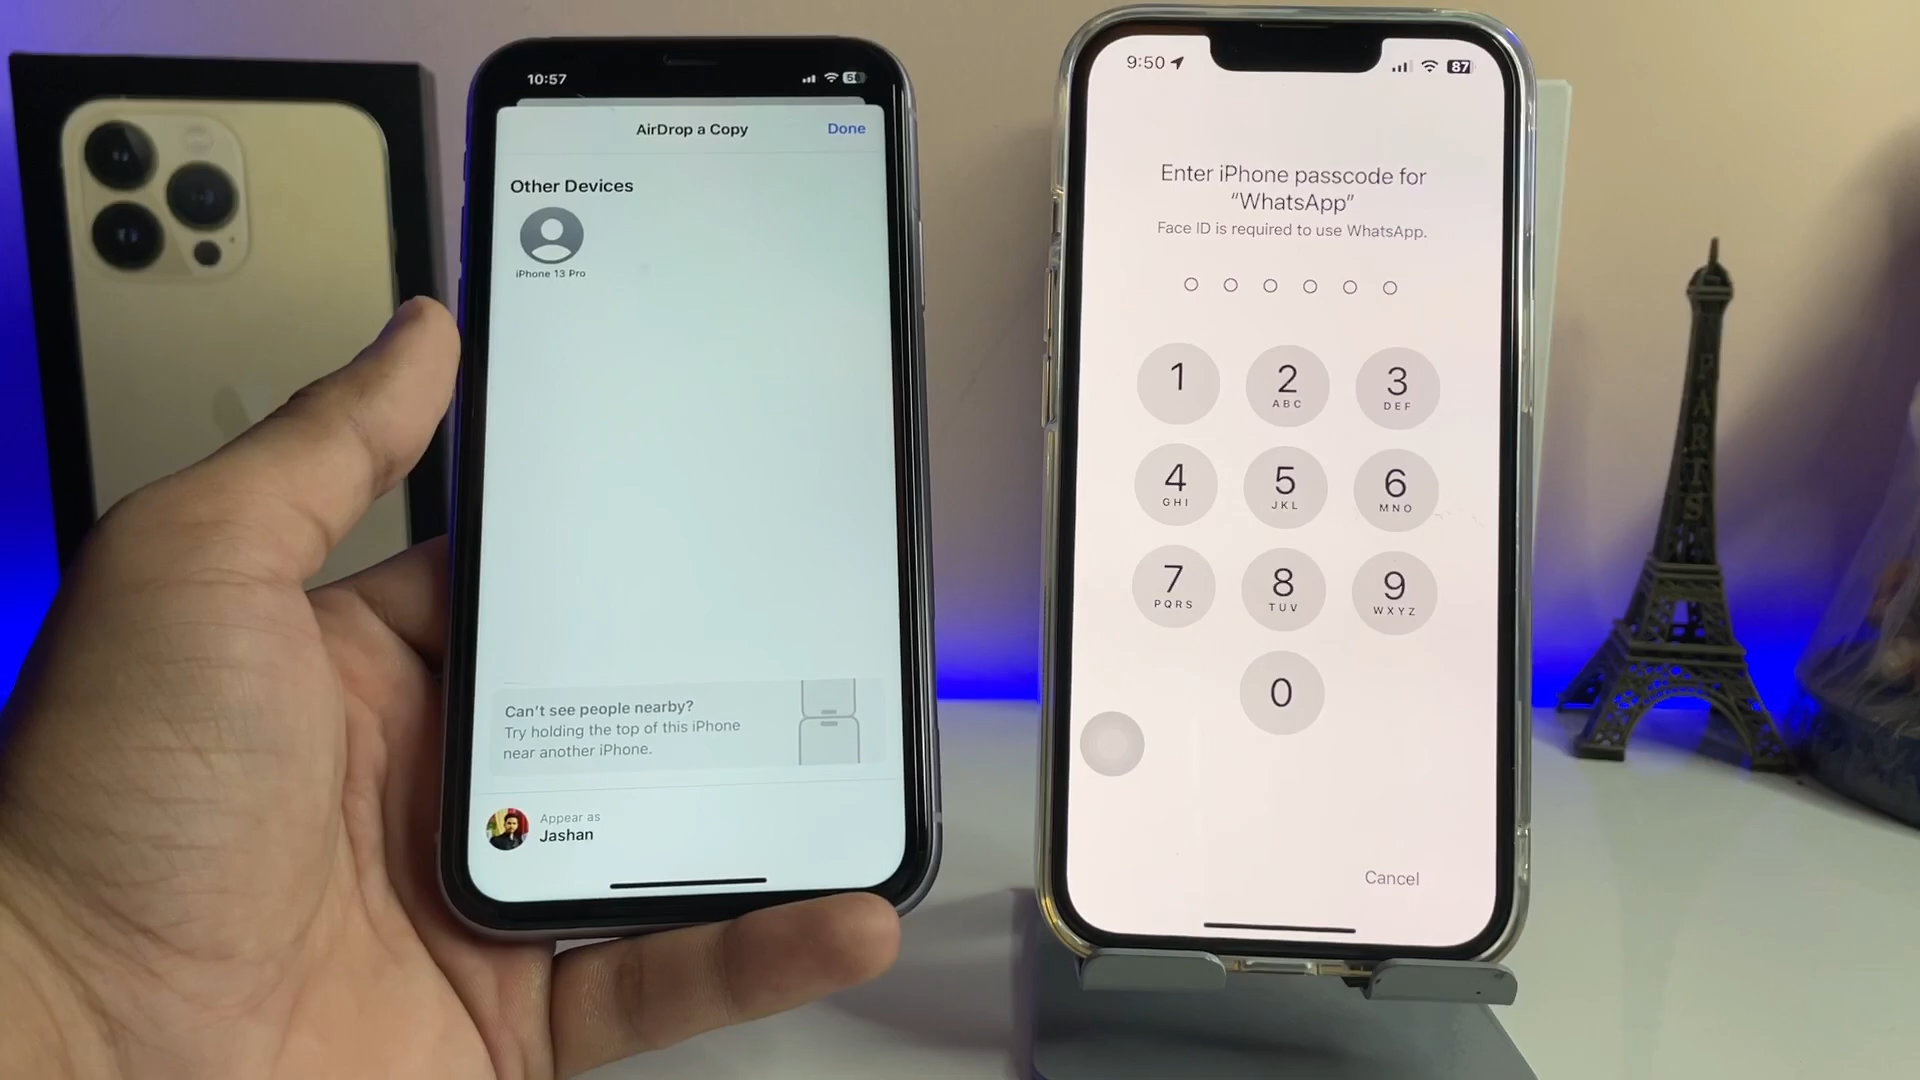 10:57
5
AirDrop a Copy
Done
Other Devices
iPhone 13 Pro
Can't see people nearby?
Try holding the top of this iPhone
near another iPhone.
Appear as
Jashan
9:50
87
Enter iPhone passcode for
“WhatsApp”
Face ID is required to use WhatsApp.
1
2
ABC
3
DEF
4
GHI
5
JKL
6
MNO
7
PQRS
8
TUV
9
WXYZ
0
Cancel
PARIS